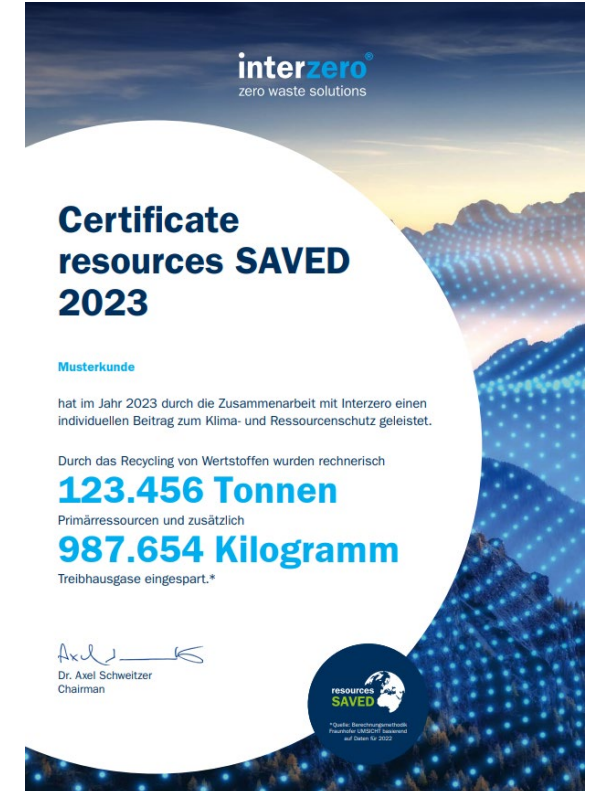 interzero®
zero waste solutions
Certificate
resources SAVED
2023
Musterkunde
hat im Jahr 2023 durch die Zusammenarbeit mit Interzero einen
individuellen Beitrag zum Klima- und Ressourcenschutz geleistet.
Durch das Recycling von Wertstoffen wurden rechnerisch
123.456 Tonnen
Primärressourcen und zusätzlich
987.654 Kilogramm
Treibhausgase eingespart.*
Dr. Axel Schweitzer
Chairman
resources
SAVED
*Quelle: Berechnungsmethodik
Fraunhofer UMSICHT basierend
auf Daten für 2022